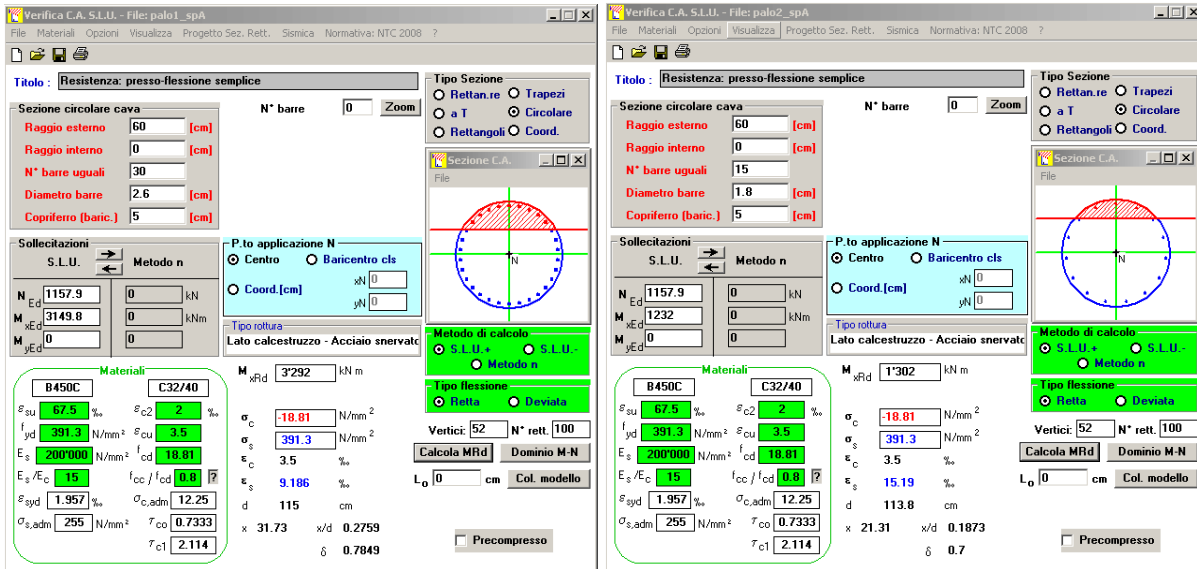 Verifica C.A. S.L.U. - File: palo1_spA
File Materiali Opzioni Visualizza Progetto Sez. Rett. Sismica Normativa: NTC 2008 ?
Titolo : Resistenza: presso-flessione semplice
Sezione circolare cava
Raggio esterno 60 [cm]
Raggio interno 0 [cm]
N° barre uguali 30
Diametro barre 2.6 [cm]
Copriferro (baric.) 5 [cm]
N° barre 0 Zoom
Tipo Sezione
Rettan.re Trapezi
a T Circolare
Rettangoli Coord.
Sezione C.A.
File
N
Sollecitazioni
S.L.U. Metodo n
N Ed 1157.9 0 kN
M xEd 3149.8 0 kNm
M yEd 0 0
P.to applicazione N
Centro Baricentro cls
Coord.[cm] xN 0
yN 0
Tipo rottura
Lato calcestruzzo - Acciaio snervato
Metodo di calcolo
S.L.U.+ S.L.U.-
Metodo n
Tipo flessione
Retta Deviata
Materiali
B450C C32/40
εsu 67.5 ‰ εc2 2 ‰
fyd 391.3 N/mm² εcu 3.5
Es 200'000 N/mm² fcd 18.81
Es/Ec 15 fcc / fcd 0.8 ?
εsyd 1.957 ‰ σc,adm 12.25
σs,adm 255 N/mm² τco 0.7333
τc1 2.114
M xRd 3'292 kN m
σc -18.81 N/mm²
σs 391.3 N/mm²
εc 3.5 ‰
εs 9.186 ‰
d 115 cm
x 31.73 x/d 0.2759
δ 0.7849
Vertici: 52 N° rett. 100
Calcola MRd Dominio M-N
Lo 0 cm Col. modello
Precompresso
Verifica C.A. S.L.U. - File: palo2_spA
File Materiali Opzioni Visualizza Progetto Sez. Rett. Sismica Normativa: NTC 2008 ?
Titolo : Resistenza: presso-flessione semplice
Sezione circolare cava
Raggio esterno 60 [cm]
Raggio interno 0 [cm]
N° barre uguali 15
Diametro barre 1.8 [cm]
Copriferro (baric.) 5 [cm]
N° barre 0 Zoom
Tipo Sezione
Rettan.re Trapezi
a T Circolare
Rettangoli Coord.
Sezione C.A.
File
N
Sollecitazioni
S.L.U. Metodo n
N Ed 1157.9 0 kN
M xEd 1232 0 kNm
M yEd 0 0
P.to applicazione N
Centro Baricentro cls
Coord.[cm] xN 0
yN 0
Tipo rottura
Lato calcestruzzo - Acciaio snervato
Metodo di calcolo
S.L.U.+ S.L.U.-
Metodo n
Tipo flessione
Retta Deviata
Materiali
B450C C32/40
εsu 67.5 ‰ εc2 2 ‰
fyd 391.3 N/mm² εcu 3.5
Es 200'000 N/mm² fcd 18.81
Es/Ec 15 fcc / fcd 0.8 ?
εsyd 1.957 ‰ σc,adm 12.25
σs,adm 255 N/mm² τco 0.7333
τc1 2.114
M xRd 1'302 kN m
σc -18.81 N/mm²
σs 391.3 N/mm²
εc 3.5 ‰
εs 15.19 ‰
d 113.8 cm
x 21.31 x/d 0.1873
δ 0.7
Vertici: 52 N° rett. 100
Calcola MRd Dominio M-N
Lo 0 cm Col. modello
Precompresso